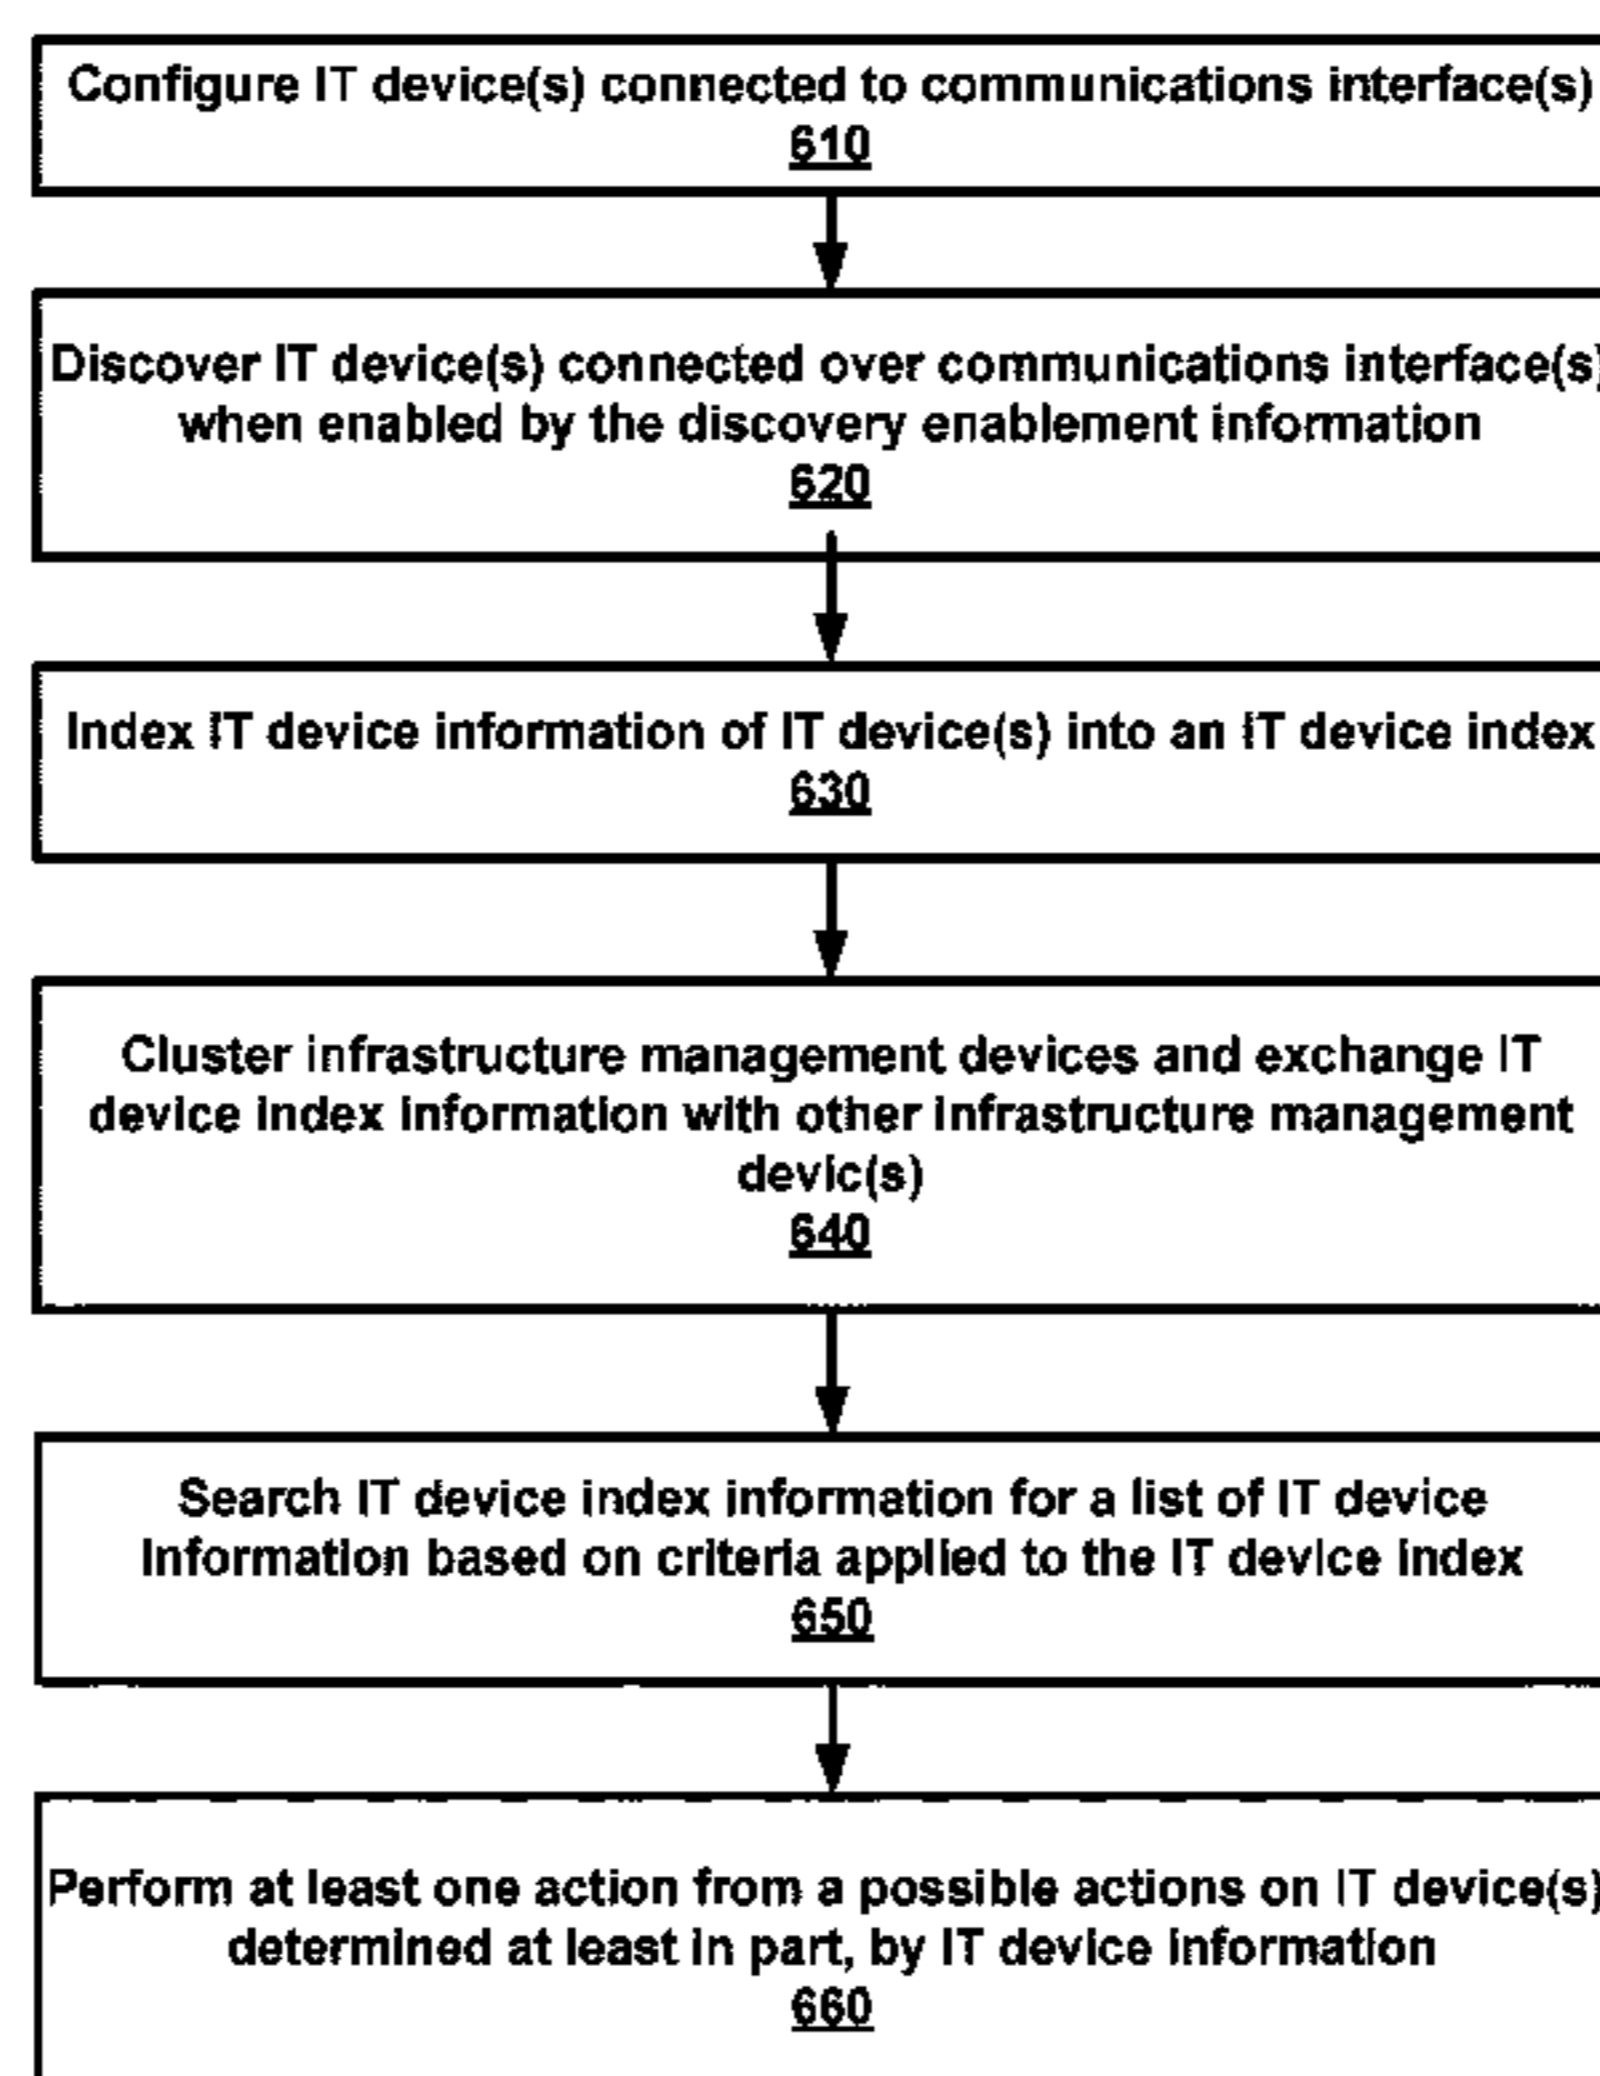 Configure IT device(s) connected to communications interface(s)
610
Discover IT device(s) connected over communications interface(s)
when enabled by the discovery enablement information
620
Index IT device information of IT device(s) into an IT device index
630
Cluster infrastructure management devices and exchange IT
device index information with other infrastructure management
devic(s)
640
Search IT device index information for a list of IT device
information based on criteria applied to the IT device index
650
Perform at least one action from a possible actions on IT device(s)
determined at least in part, by IT device information
660